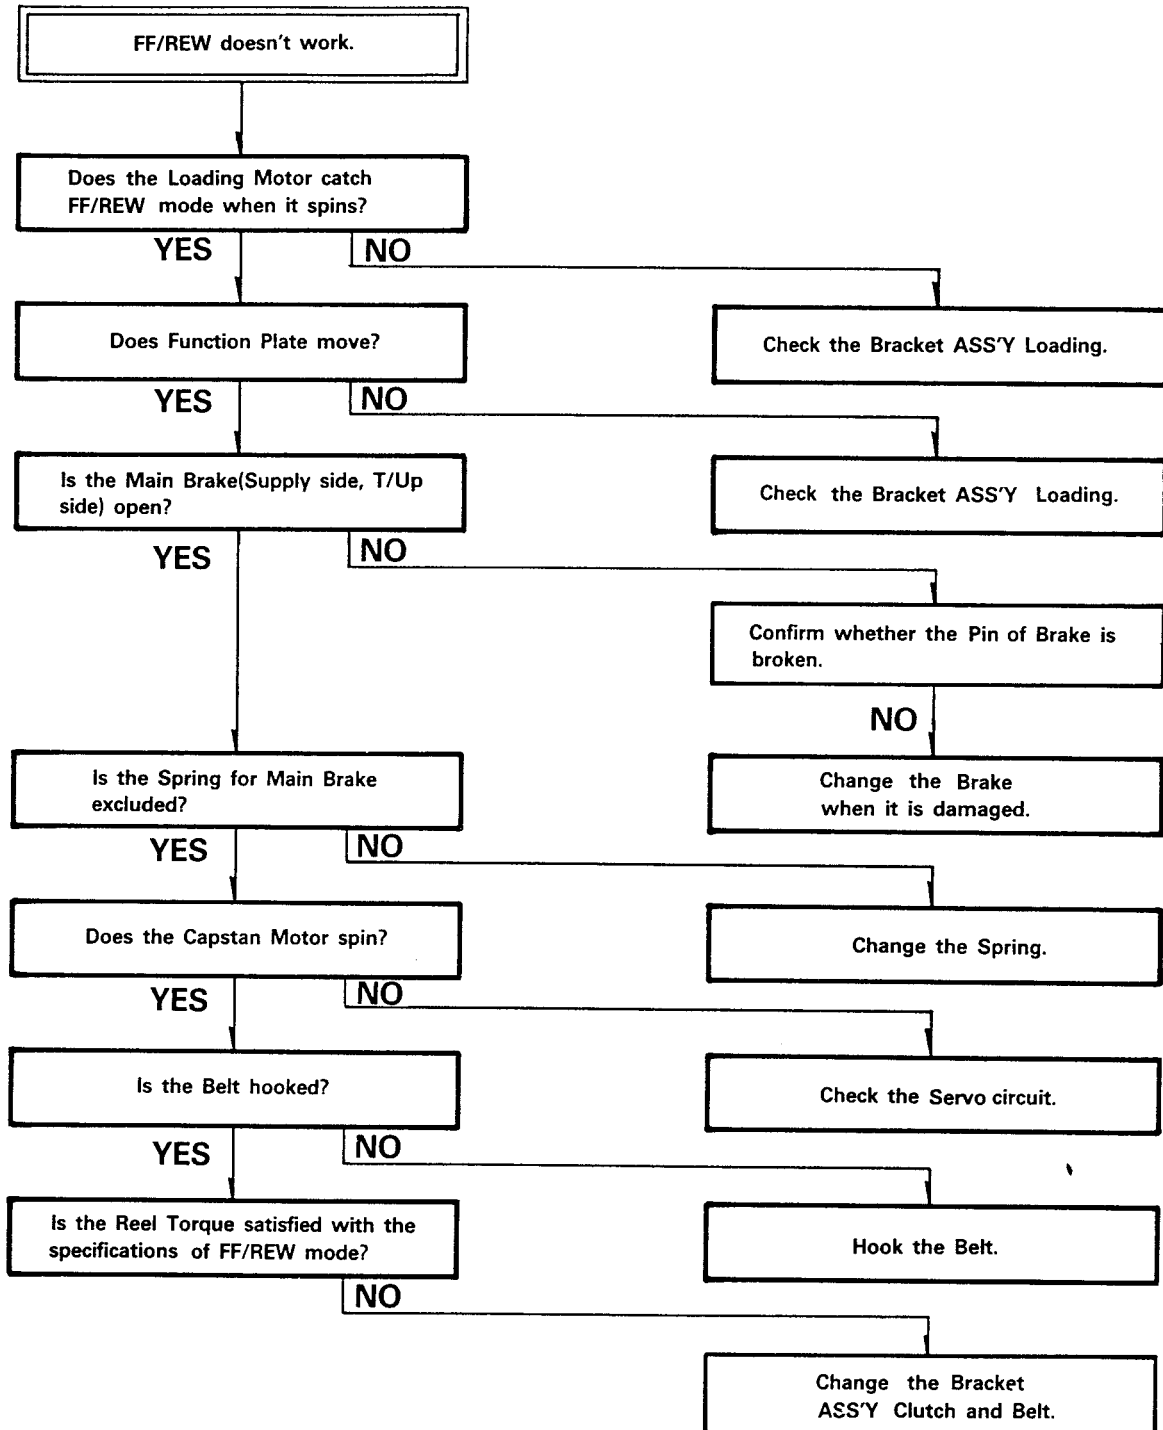 FF/REW doesn't work.
Does the Loading Motor catch
FF/REW mode when it spins?
YES
NO
Does Function Plate move?
Check the Bracket ASS'Y Loading.
YES
NO
Is the Main Brake(Supply side, T/Up
side) open?
Check the Bracket ASS'Y Loading.
YES
NO
Confirm whether the Pin of Brake is
broken.
NO
Is the Spring for Main Brake
excluded?
Change the Brake
when it is damaged.
YES
NO
Does the Capstan Motor spin?
Change the Spring.
YES
NO
Is the Belt hooked?
Check the Servo circuit.
YES
NO
Is the Reel Torque satisfied with the
specifications of FF/REW mode?
Hook the Belt.
NO
Change the Bracket
ASS'Y Clutch and Belt.